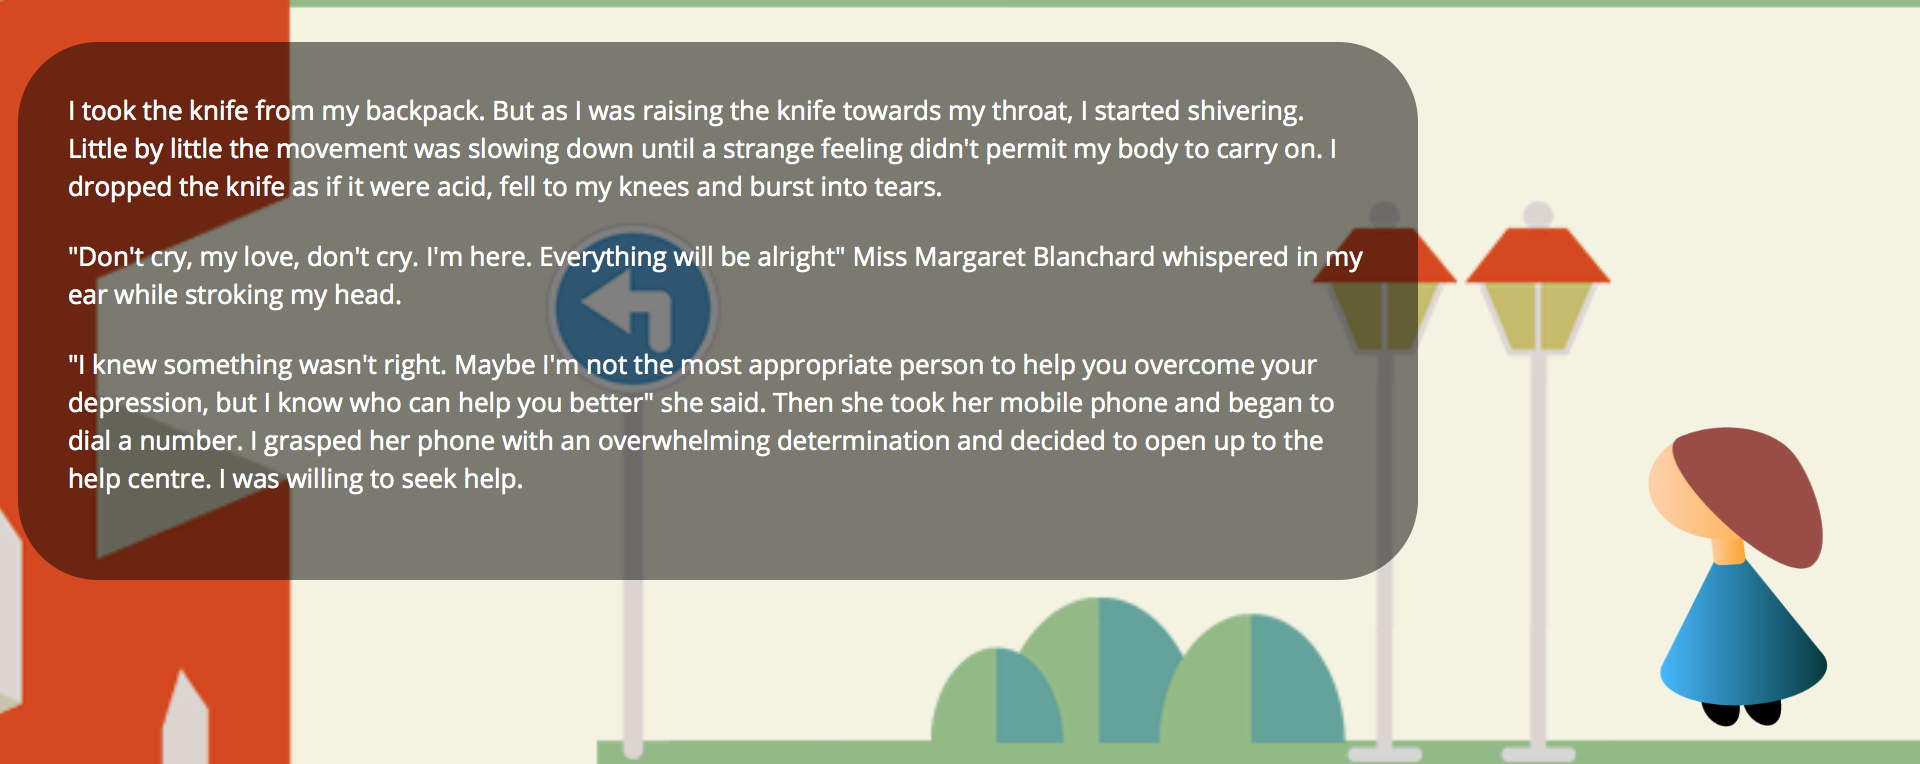 I took the knife from my backpack. But as I was raising the knife towards my throat, I started shivering.
Little by little the movement was slowing down until a strange feeling didn't permit my body to carry on. I
dropped the knife as if it were acid, fell to my knees and burst into tears.
"Don't cry, my love, don't cry. I'm here. Everything will be alright" Miss Margaret Blanchard whispered in my
ear while stroking my head.
"I knew something wasn't right. Maybe I'm not the most appropriate person to help you overcome your
depression, but I know who can help you better" she said. Then she took her mobile phone and began to
dial a number. I grasped her phone with an overwhelming determination and decided to open up to the
help centre. I was willing to seek help.